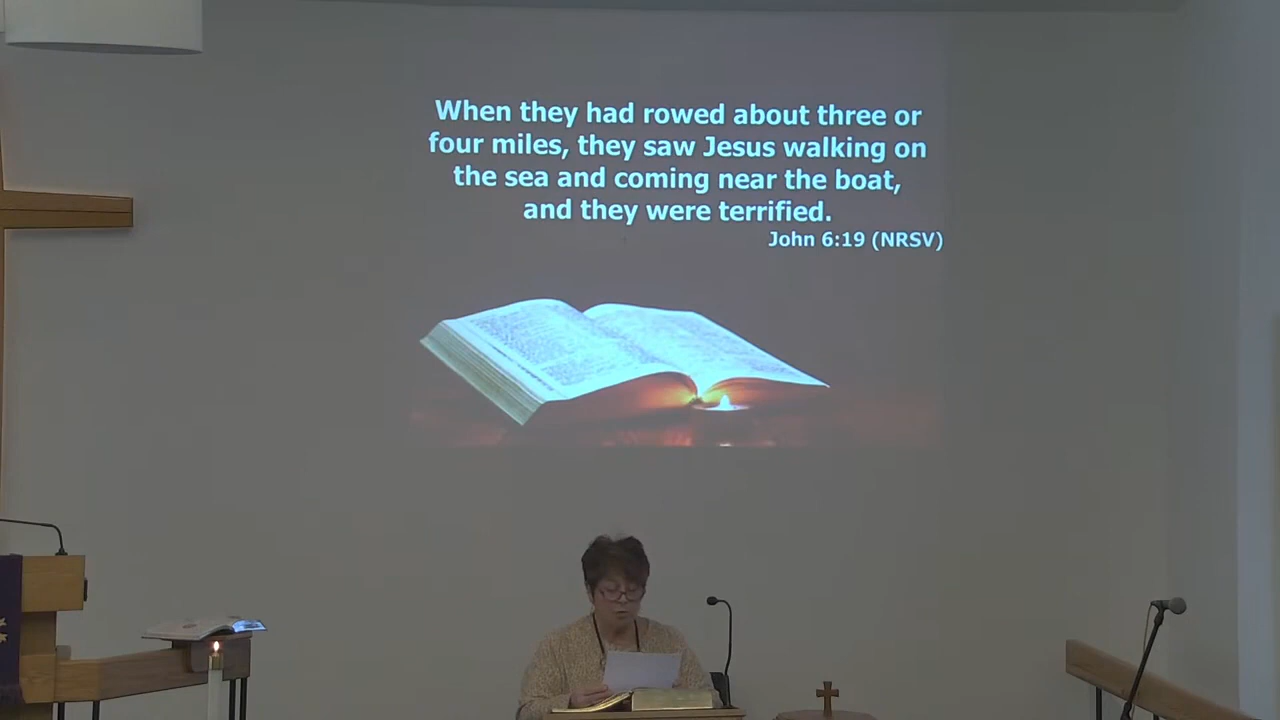 When they had rowed about three or
four miles, they saw Jesus walking on
the sea and coming near the boat,
and they were terrified.
John 6:19 (NRSV)